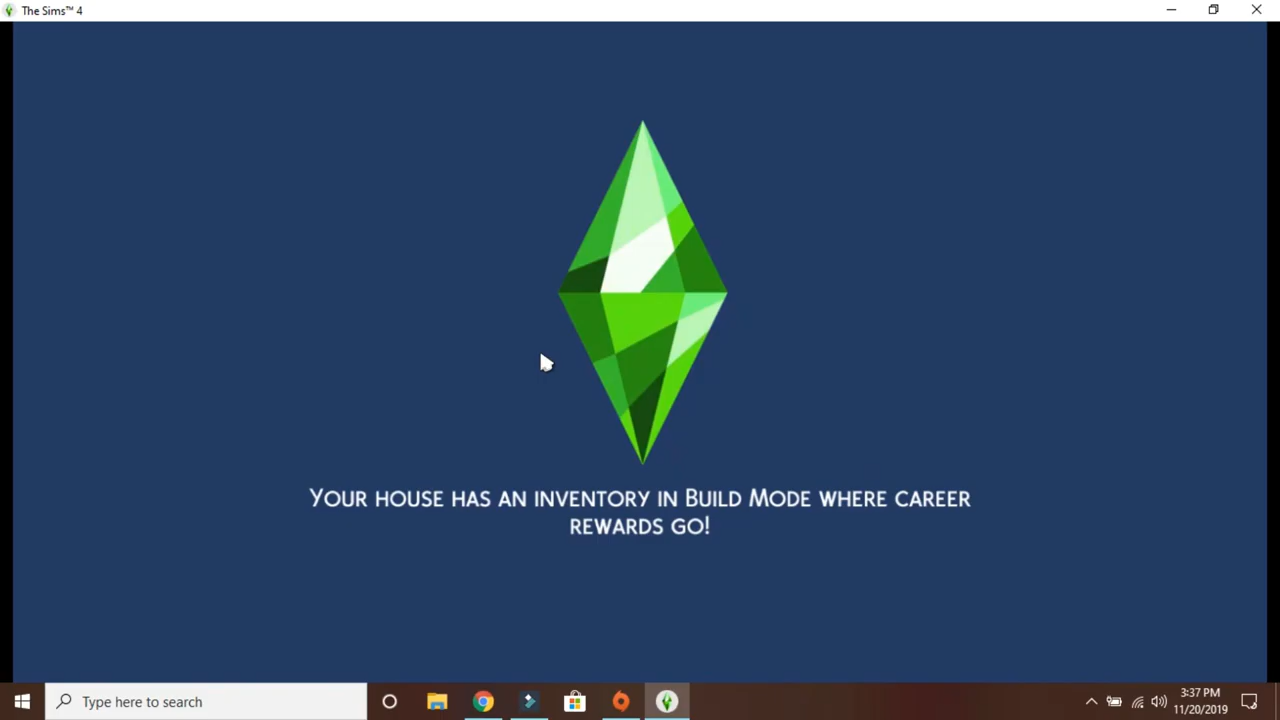 The Sims™ 4
YOUR HOUSE HAS AN INVENTORY IN BUILD MODE WHERE CAREER
REWARDS GO!
Type here to search
3:37 PM
11/20/2019